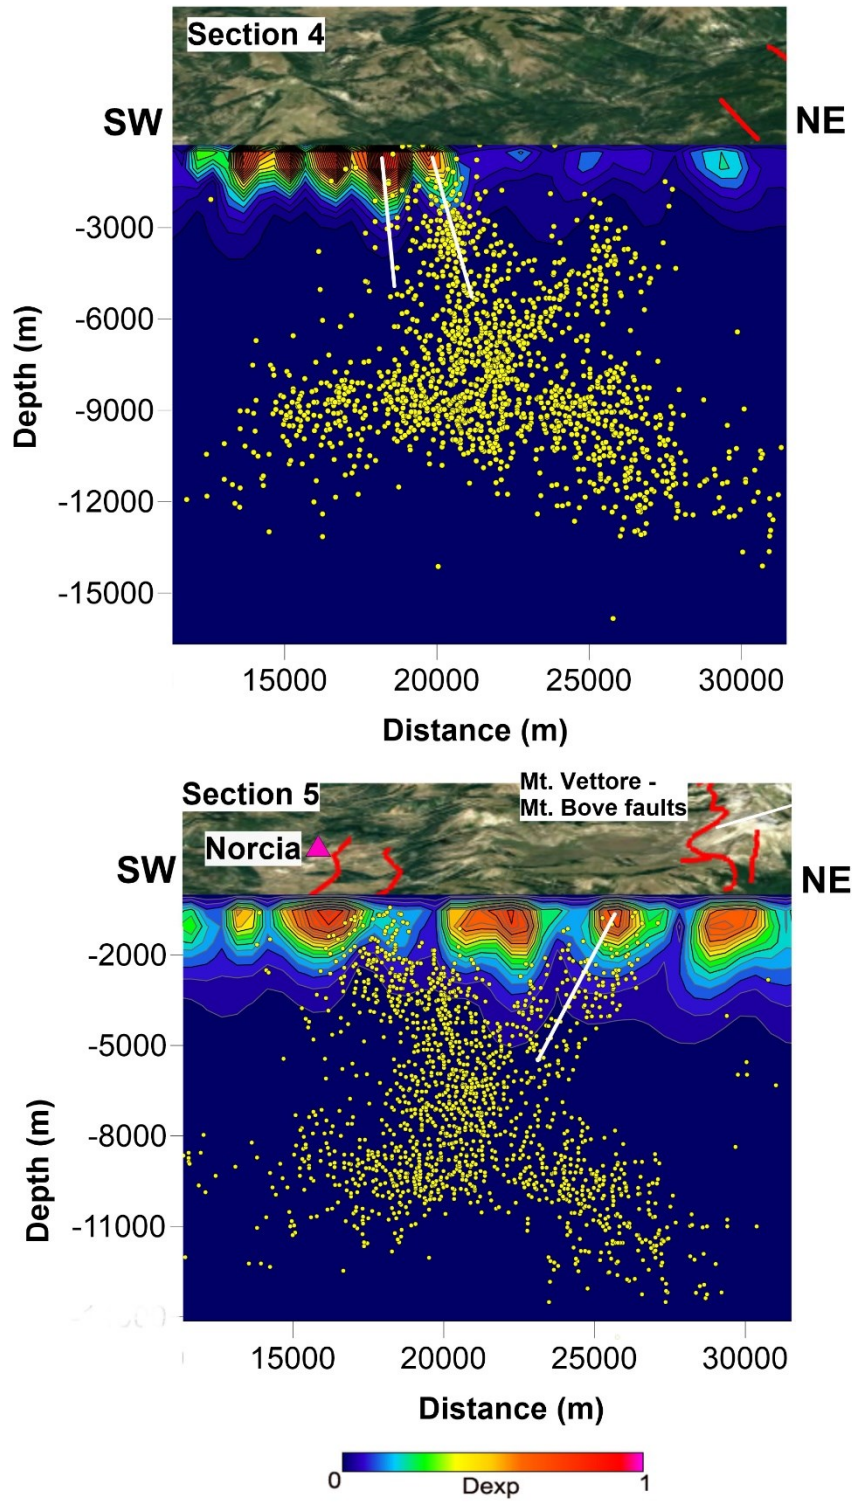 Section 4
SW
NE
-3000
-6000
-9000
-12000
-15000
Depth (m)
15000 20000 25000 30000
Distance (m)
Section 5
Mt. Vettore -
Mt. Bove faults
Norcia
SW
NE
-2000
-5000
-8000
-11000
Depth (m)
15000 20000 25000 30000
Distance (m)
0 Dexp 1